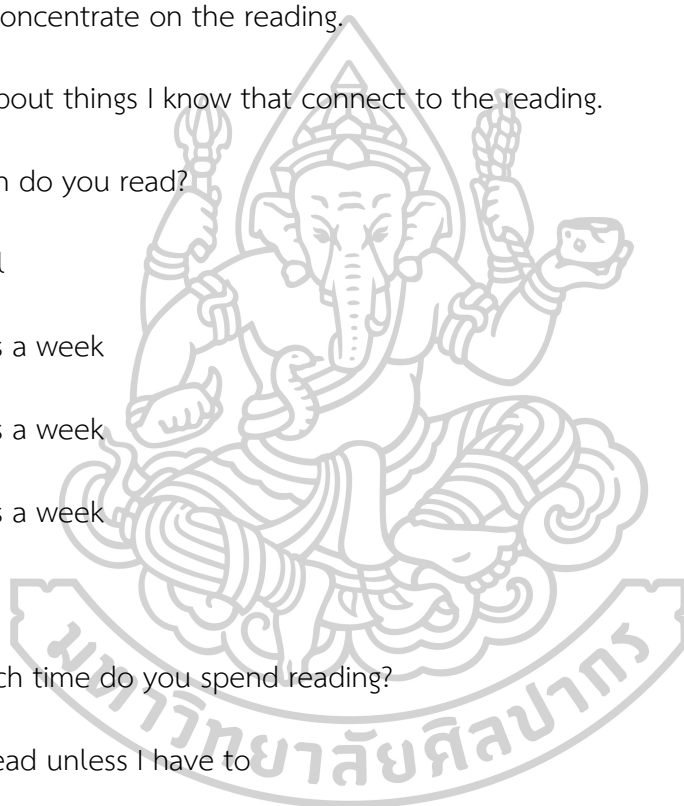 oncentrate on the reading.
bout things I know that connect to the reading.
do you read?
s a week
s a week
s a week
time do you spend reading?
ead unless I have to
มหาวิทยาลัยศิลปากร